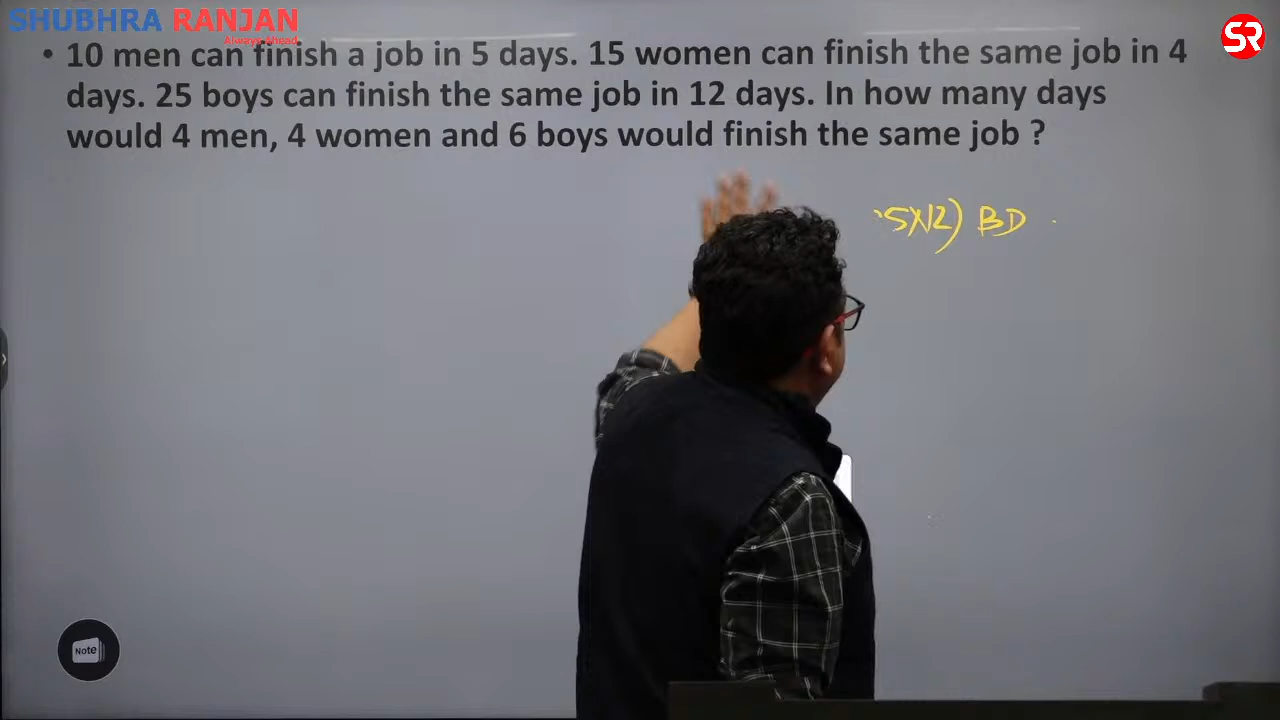 SHUBHRA RANJAN
Always Ahead
SR
• 10 men can finish a job in 5 days. 15 women can finish the same job in 4
days. 25 boys can finish the same job in 12 days. In how many days
would 4 men, 4 women and 6 boys would finish the same job ?
5×12) BD
Note